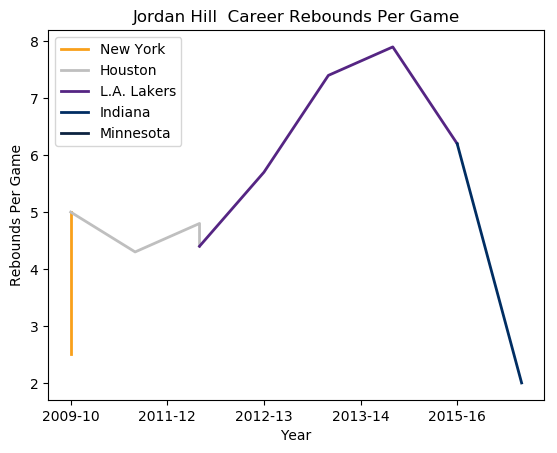 Jordan Hill  Career Rebounds Per Game
New York
Houston
L.A. Lakers
Indiana
Minnesota
8
7
6
5
4
3
2
Rebounds Per Game
2009-10 2011-12 2012-13 2013-14 2015-16
Year